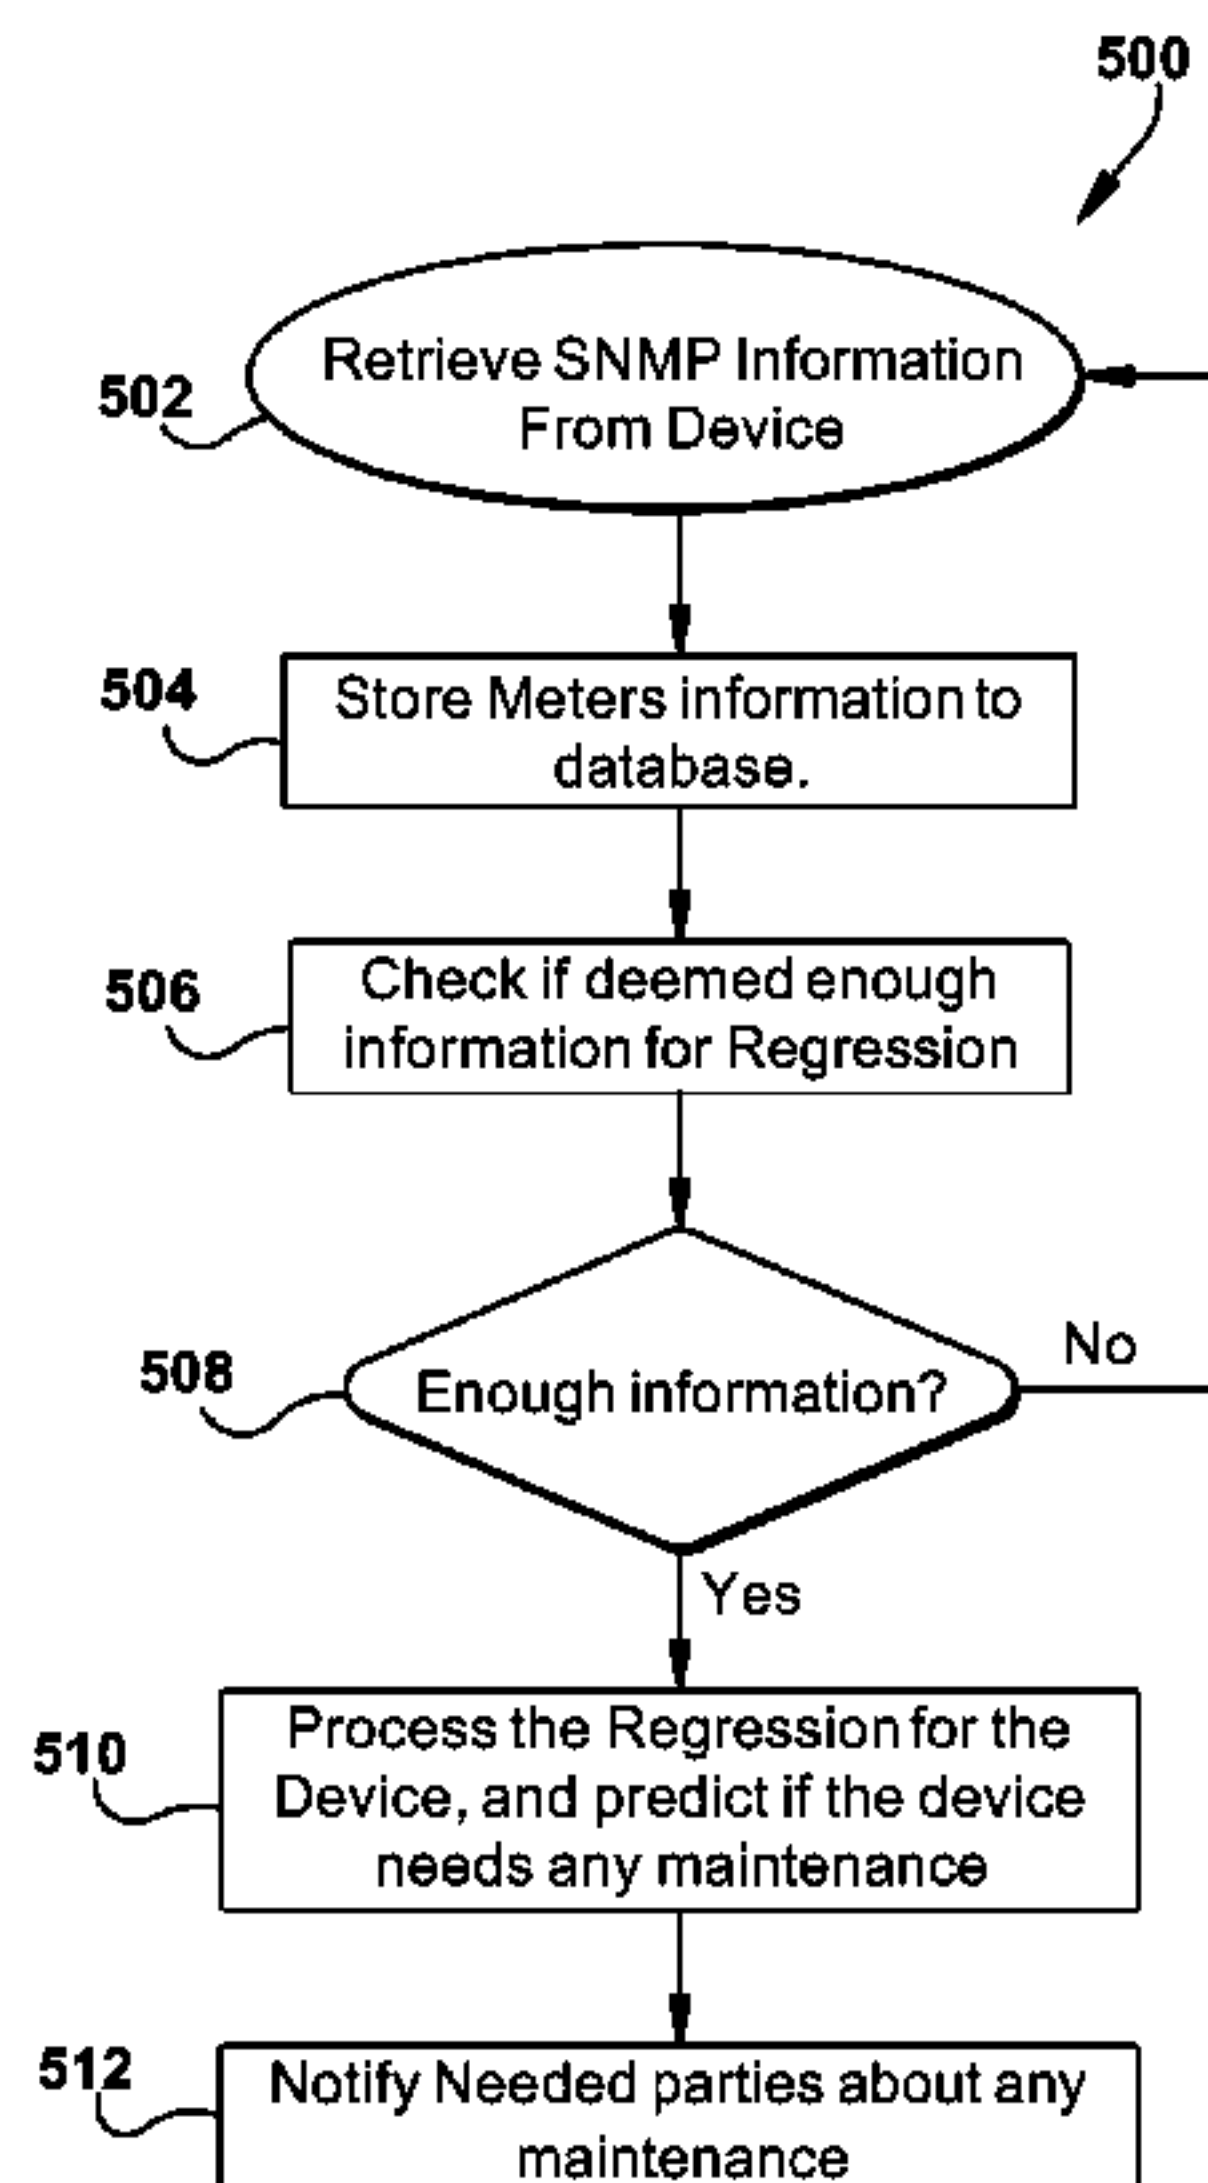 500
502
Retrieve SNMP Information
From Device
504
Store Meters information to
database.
506
Check if deemed enough
information for Regression
508
Enough information?
No
Yes
510
Process the Regression for the
Device, and predict if the device
needs any maintenance
512
Notify Needed parties about any
maintenance